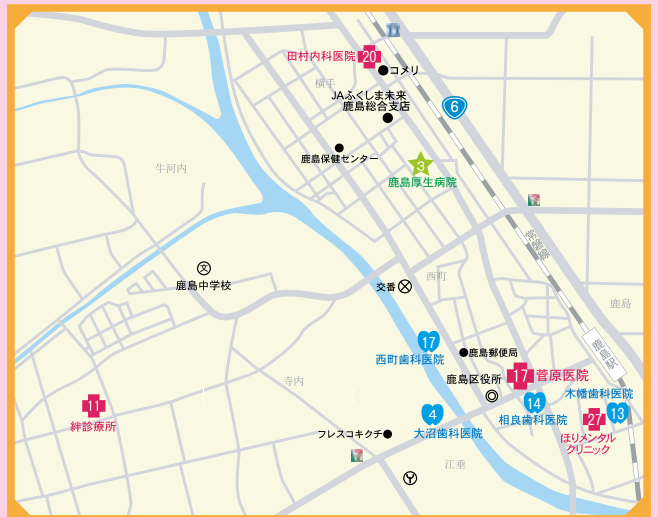 田村内科医院
20
コメリ
横手
JAふくしま未来
鹿島総合支店
6
鹿島保健センター
3
鹿島厚生病院
牛河内
常磐線
文
鹿島中学校
西町
交番
鹿島
17
西町歯科医院
鹿島郵便局
鹿島駅
寺内
鹿島区役所
17
菅原医院
木幡歯科医院
11
絆診療所
4
大沼歯科医院
14
相良歯科医院
27
13
ほりメンタル
クリニック
フレスコキクチ
江垂